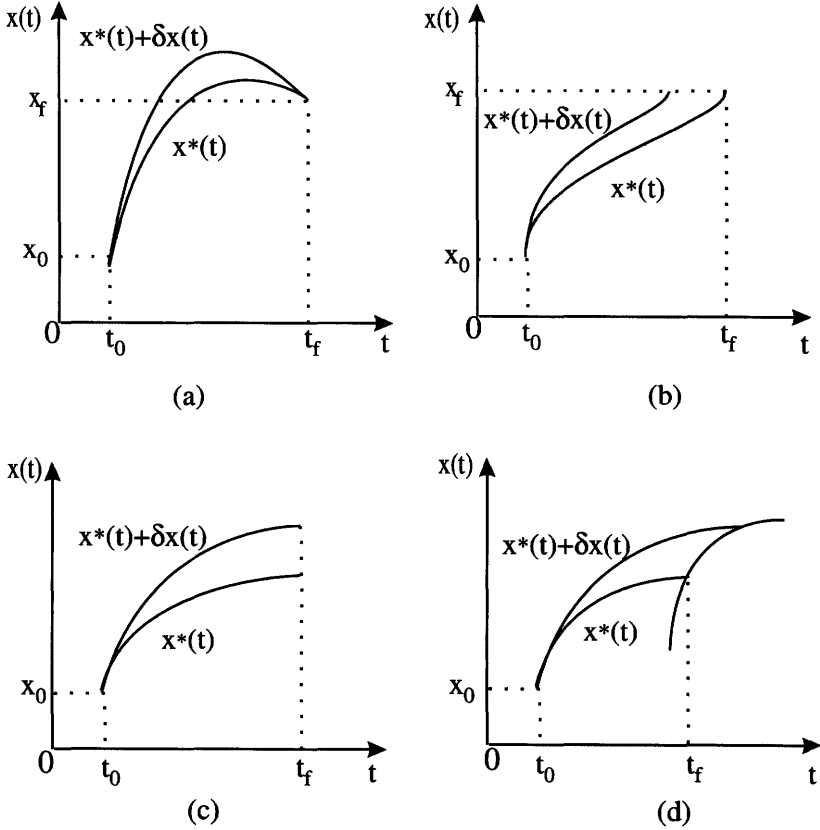 x(t)
x*(t)+δx(t)
x_f
x*(t)
x_0
0
t_0
t_f
t
(a)
x(t)
x_f
x*(t)+δx(t)
x*(t)
x_0
0
t_0
t_f
t
(b)
x(t)
x*(t)+δx(t)
x*(t)
x_0
0
t_0
t_f
t
(c)
x(t)
x*(t)+δx(t)
x*(t)
x_0
0
t_0
t_f
t
(d)